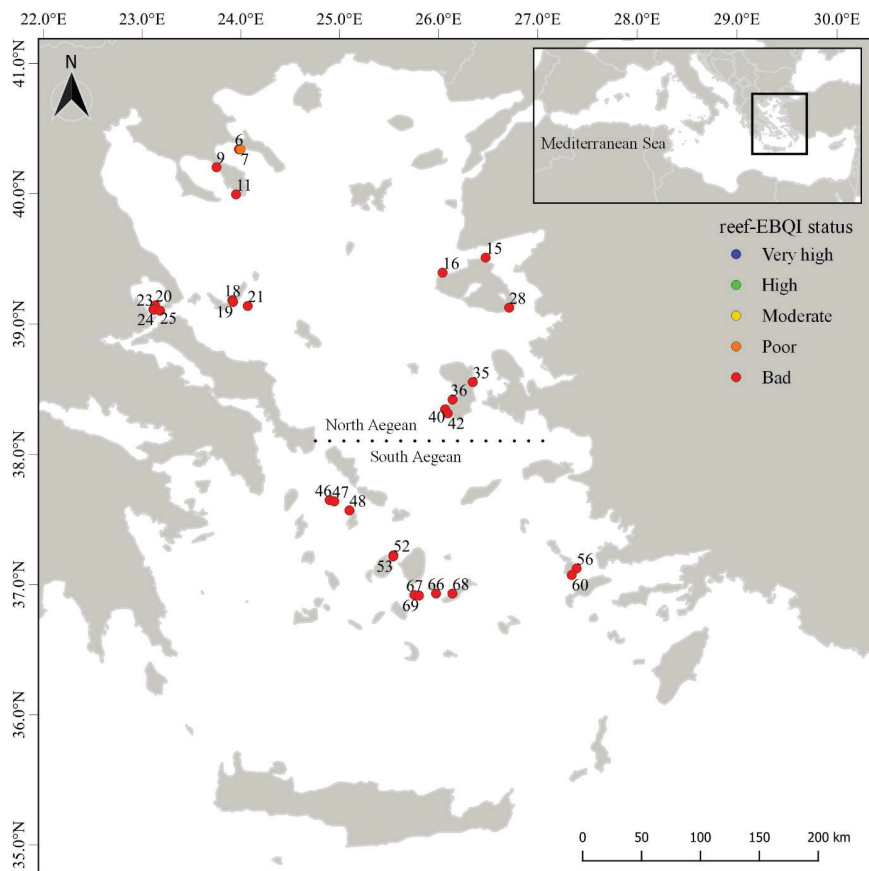 22.0°E 23.0°E 24.0°E 25.0°E 26.0°E 27.0°E 28.0°E 29.0°E 30.0°E
41.0°N
40.0°N
39.0°N
38.0°N
37.0°N
36.0°N
35.0°N
N
Mediterranean Sea
reef-EBQI status
Very high
High
Moderate
Poor
Bad
6
7
9
11
15
16
18
19
21
23 20
24 25
28
35
36
40
42
North Aegean
South Aegean
46 47
48
52
53
56
60
67 66 68
69
0 50 100 150 200 km